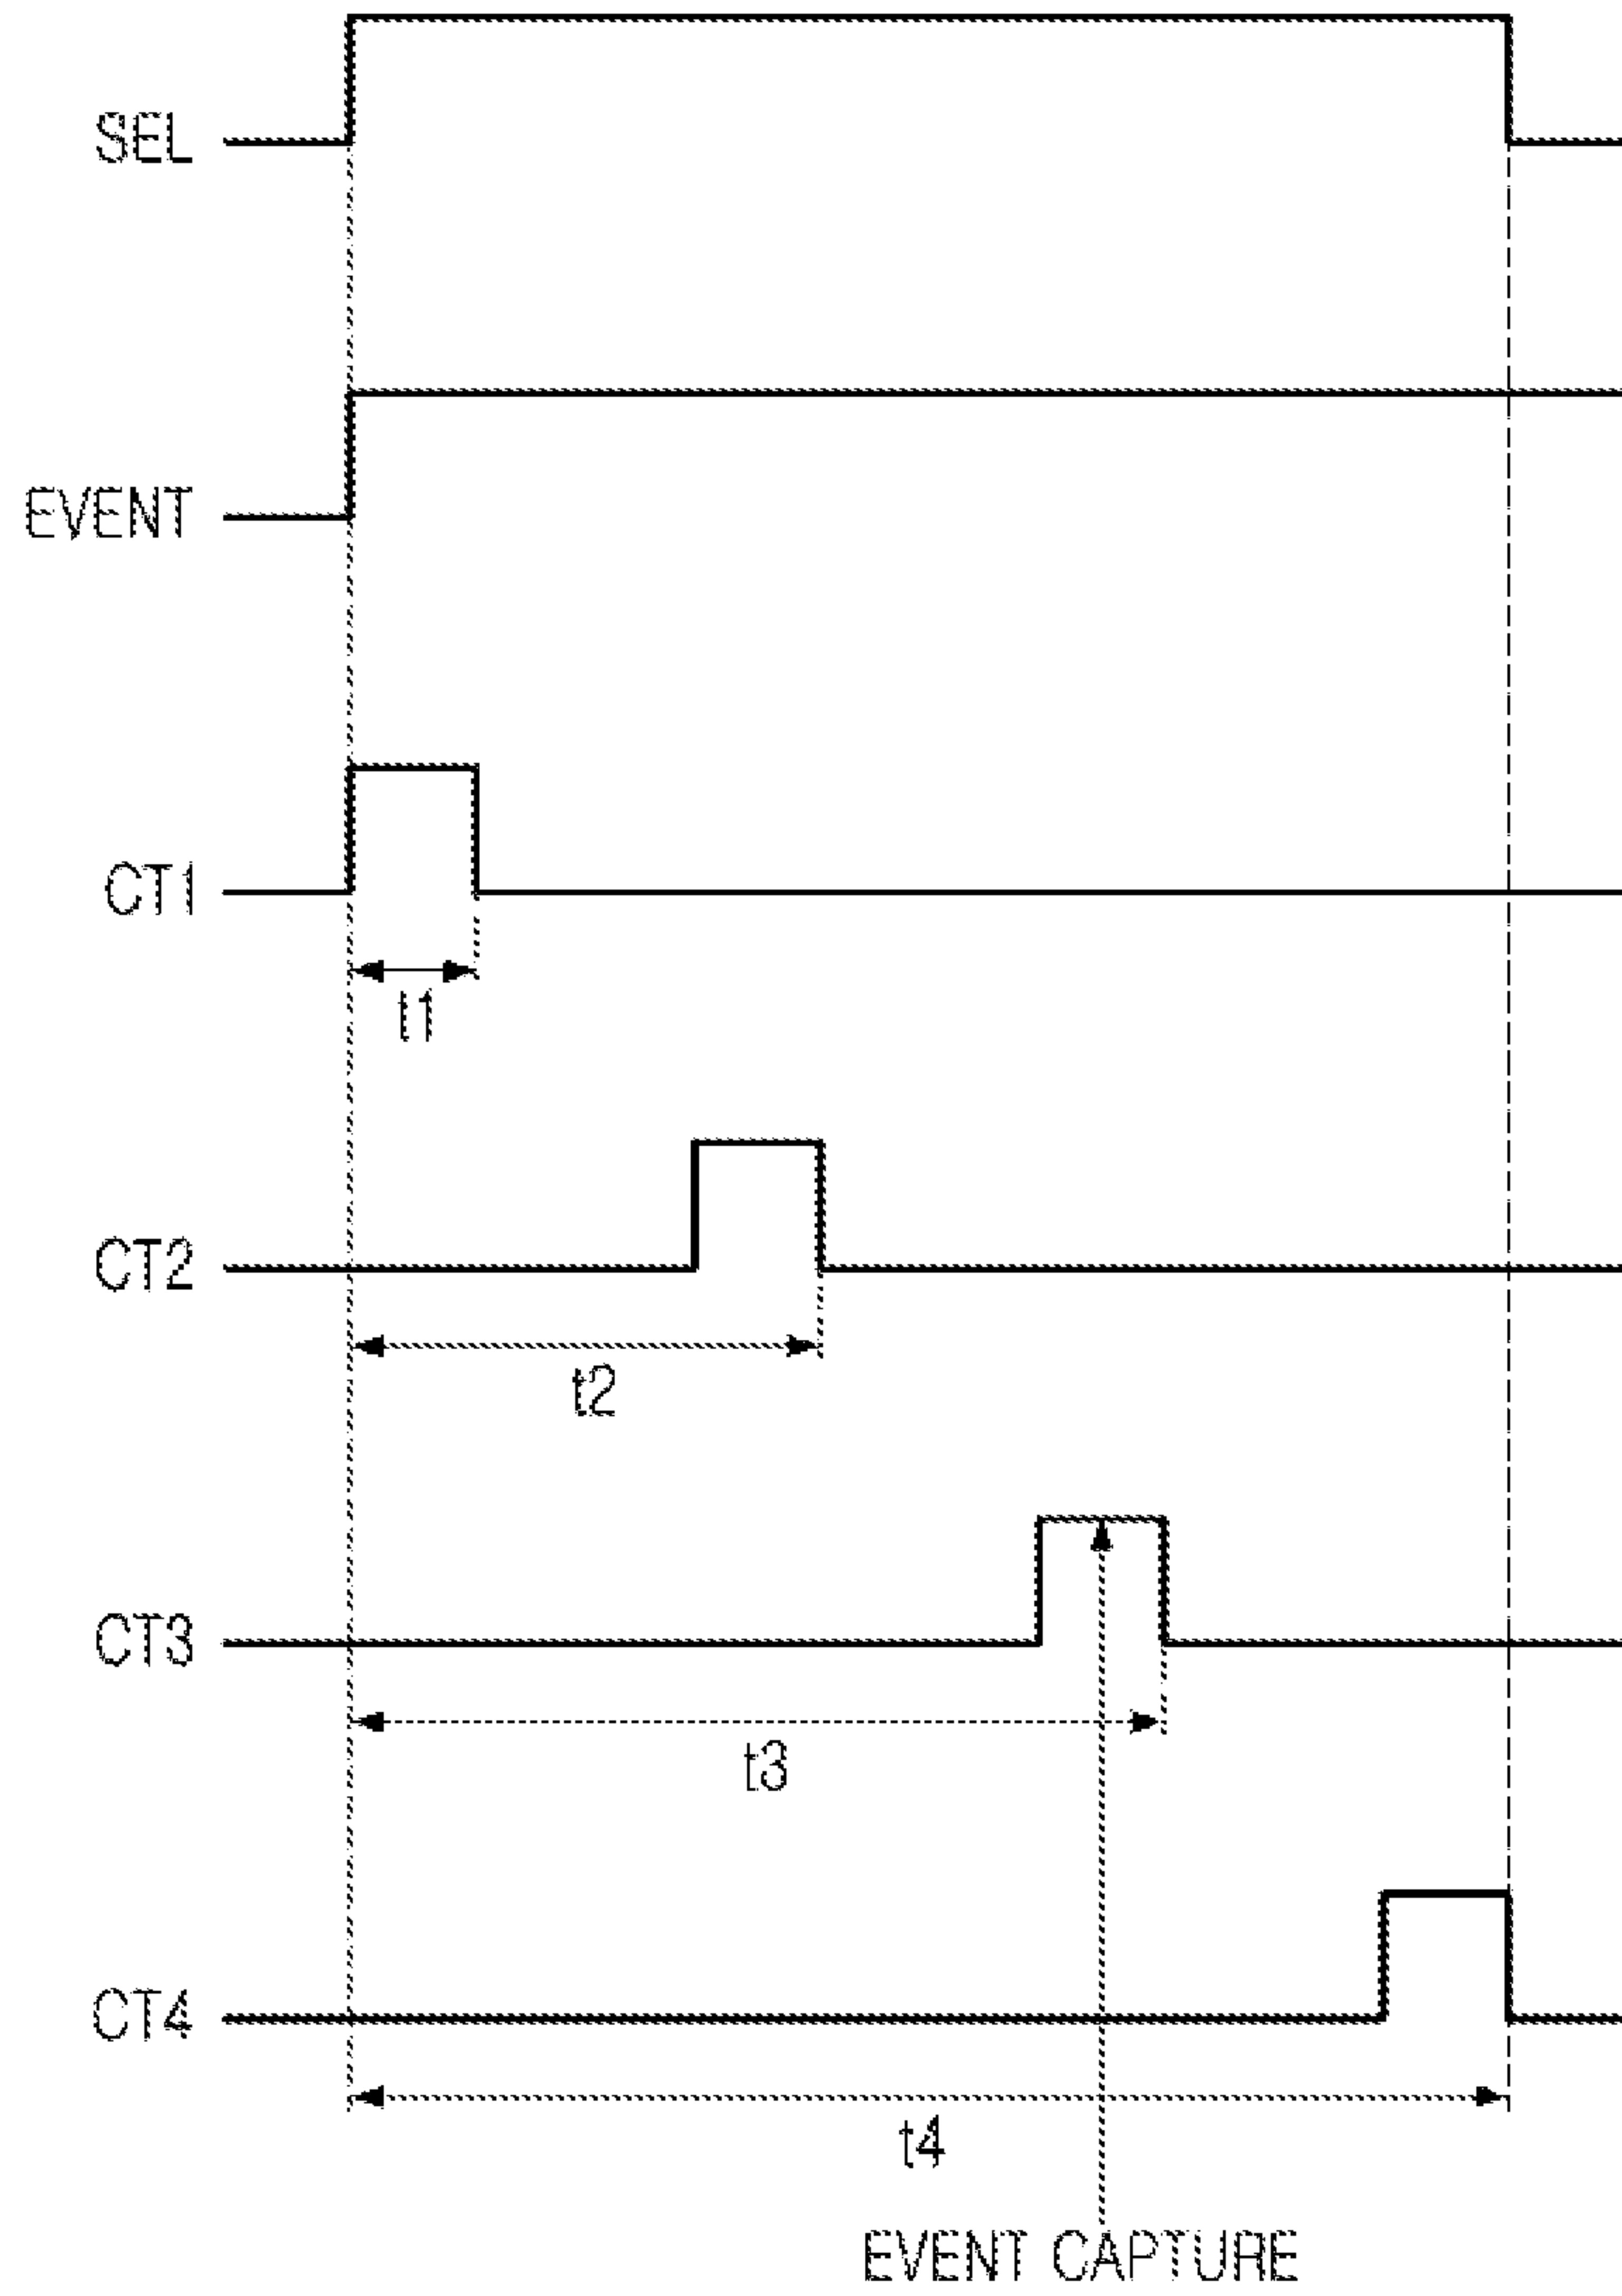 SEL
EVENT
CT1
t1
CT2
t2
CT3
t3
CT4
t4
EVENT CAPTURE